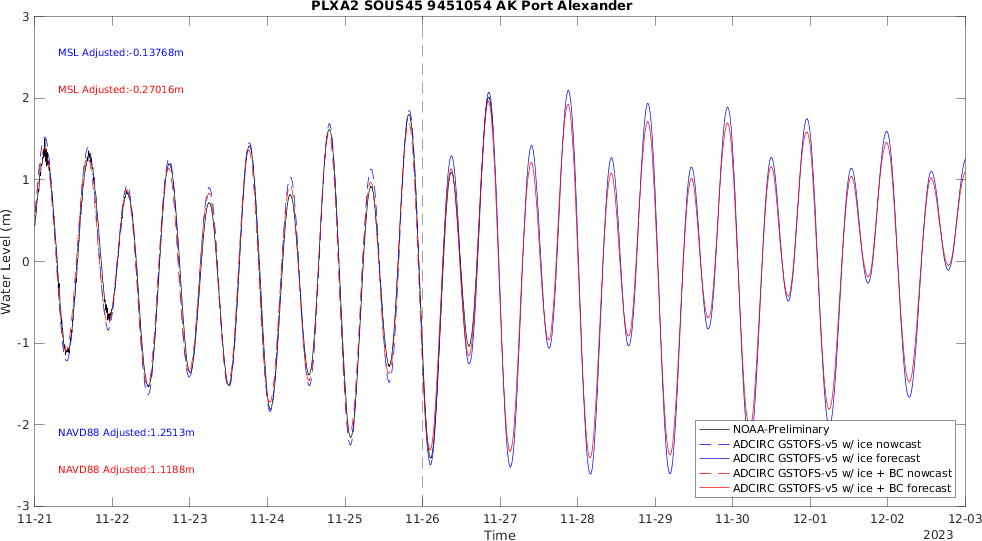 PLXA2 SOUS45 9451054 AK Port Alexander
MSL Adjusted:-0.13768m
MSL Adjusted:-0.27016m
NAVD88 Adjusted:1.2513m
NAVD88 Adjusted:1.1188m
Water Level (m)
3
2
1
0
-1
-2
-3
NOAA-Preliminary
ADCIRC GSTOFS-v5 w/ ice nowcast
ADCIRC GSTOFS-v5 w/ ice forecast
ADCIRC GSTOFS-v5 w/ ice + BC nowcast
ADCIRC GSTOFS-v5 w/ ice + BC forecast
11-21 11-22 11-23 11-24 11-25 11-26 11-27 11-28 11-29 11-30 12-01 12-02 12-03
Time
2023